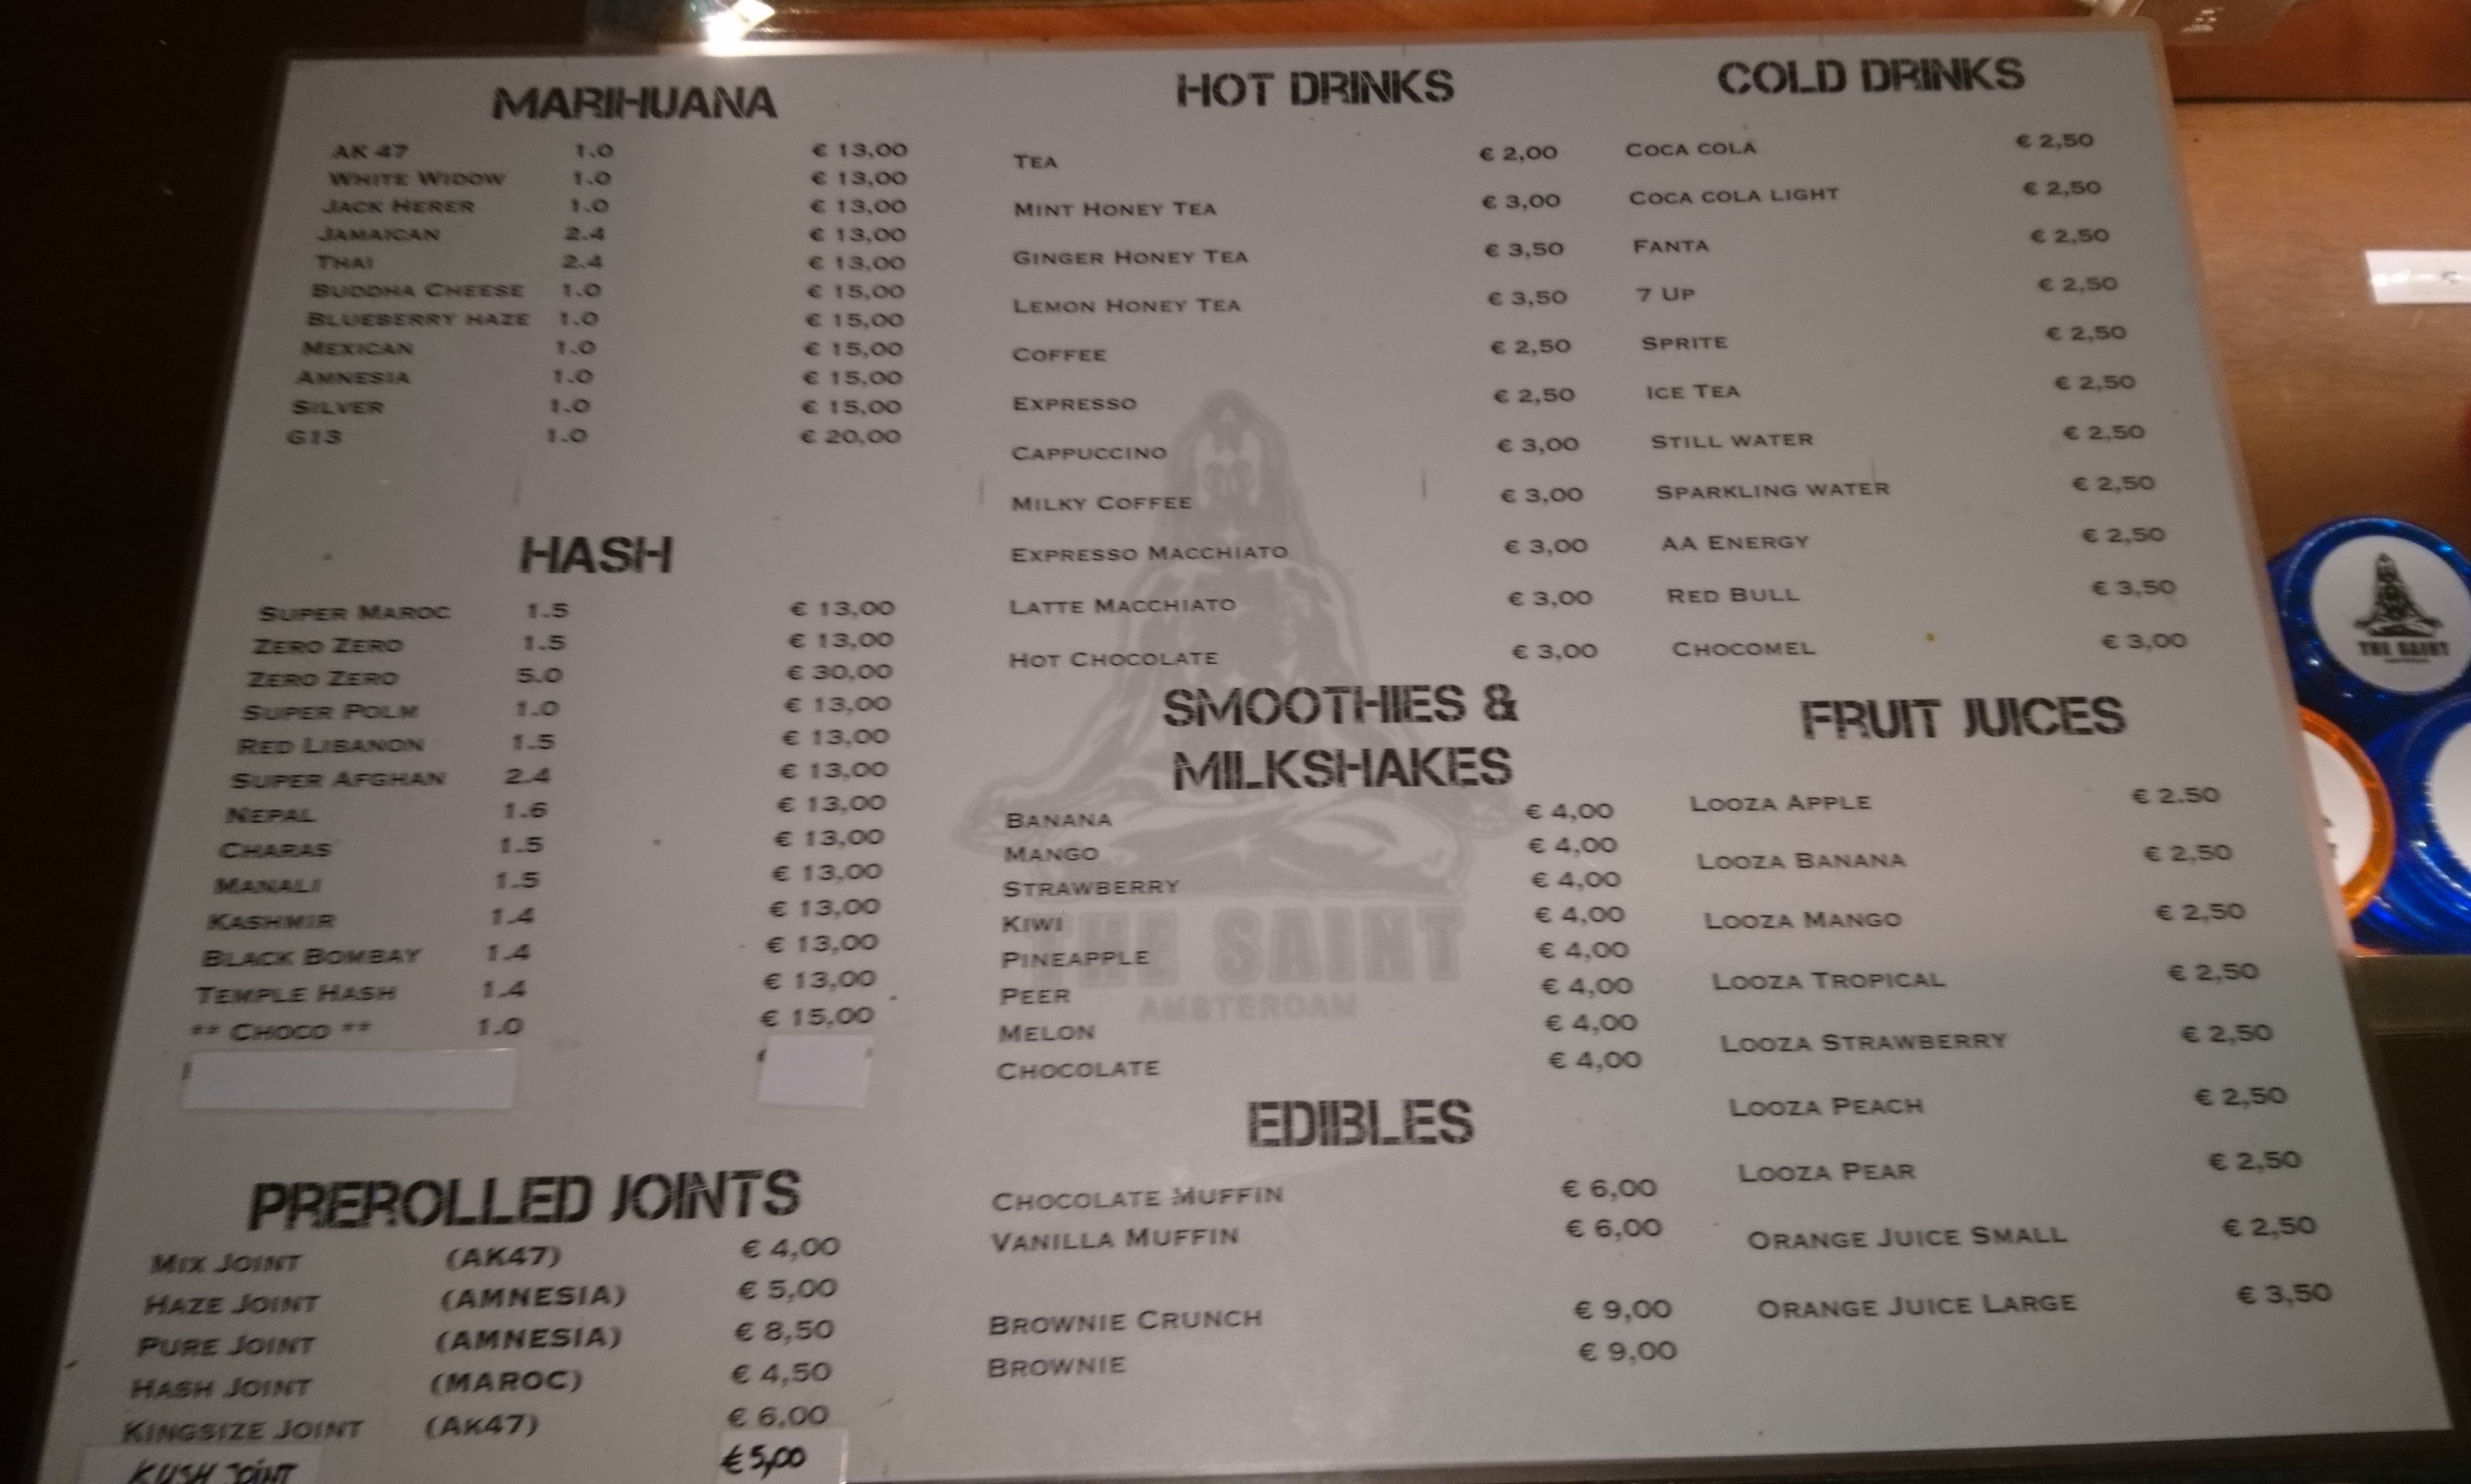 MARIHUANA
AK 47 1.0 € 13,00
WHITE WIDOW 1.0 € 13,00
JACK HERER 1.0 € 13,00
JAMAICAN 2.4 € 13,00
THAI 2.4 € 13,00
BUDDHA CHEESE 1.0 € 15,00
BLUEBERRY HAZE 1.0 € 15,00
MEXICAN 1.0 € 15,00
AMNESIA 1.0 € 15,00
SILVER 1.0 € 15,00
G13 1.0 € 20,00
HASH
SUPER MAROC 1.5 € 13,00
ZERO ZERO 1.5 € 13,00
ZERO ZERO 5.0 € 30,00
SUPER POLM 1.0 € 13,00
RED LIBANON 1.5 € 13,00
SUPER AFGHAN 2.4 € 13,00
NEPAL 1.6 € 13,00
CHARAS 1.5 € 13,00
MANALI 1.5 € 13,00
KASHMIR 1.4 € 13,00
BLACK BOMBAY 1.4 € 13,00
TEMPLE HASH 1.4 € 13,00
** CHOCO ** 1.0 € 15,00
PREROLLED JOINTS
MIX JOINT (AK47) € 4,00
HAZE JOINT (AMNESIA) € 5,00
PURE JOINT (AMNESIA) € 8,50
HASH JOINT (MAROC) € 4,50
KINGSIZE JOINT (AK47) € 6,00
KUSH JOINT € 5,00
HOT DRINKS
TEA € 2,00
MINT HONEY TEA € 3,00
GINGER HONEY TEA € 3,50
LEMON HONEY TEA € 3,50
COFFEE € 2,50
EXPRESSO € 2,50
CAPPUCCINO € 3,00
MILKY COFFEE € 3,00
EXPRESSO MACCHIATO € 3,00
LATTE MACCHIATO € 3,00
HOT CHOCOLATE € 3,00
SMOOTHIES &
MILKSHAKES
BANANA € 4,00
MANGO € 4,00
STRAWBERRY € 4,00
KIWI € 4,00
PINEAPPLE € 4,00
PEER € 4,00
MELON € 4,00
CHOCOLATE € 4,00
THE SAINT
AMSTERDAM
EDIBLES
CHOCOLATE MUFFIN € 6,00
VANILLA MUFFIN € 6,00
BROWNIE CRUNCH € 9,00
BROWNIE € 9,00
COLD DRINKS
COCA COLA € 2,50
COCA COLA LIGHT € 2,50
FANTA € 2,50
7 UP € 2,50
SPRITE € 2,50
ICE TEA € 2,50
STILL WATER € 2,50
SPARKLING WATER € 2,50
AA ENERGY € 2,50
RED BULL € 3,50
CHOCOMEL € 3,00
FRUIT JUICES
LOOZA APPLE € 2.50
LOOZA BANANA € 2,50
LOOZA MANGO € 2,50
LOOZA TROPICAL € 2,50
LOOZA STRAWBERRY € 2,50
LOOZA PEACH € 2,50
LOOZA PEAR € 2,50
ORANGE JUICE SMALL € 2,50
ORANGE JUICE LARGE € 3,50
THE SAINT